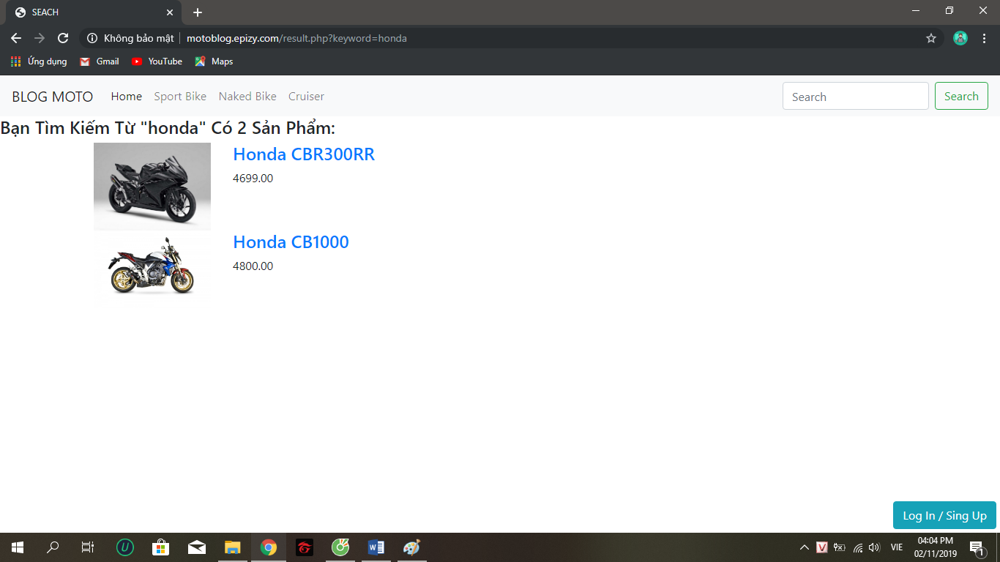 SEACH
Không bảo mật motoblog.epizy.com/result.php?keyword=honda
Ứng dụng Gmail YouTube Maps
BLOG MOTO Home Sport Bike Naked Bike Cruiser Search Search
Bạn Tìm Kiếm Từ "honda" Có 2 Sản Phẩm:
Honda CBR300RR
4699.00
Honda CB1000
4800.00
Log In / Sing Up
VIE 04:04 PM
02/11/2019
1